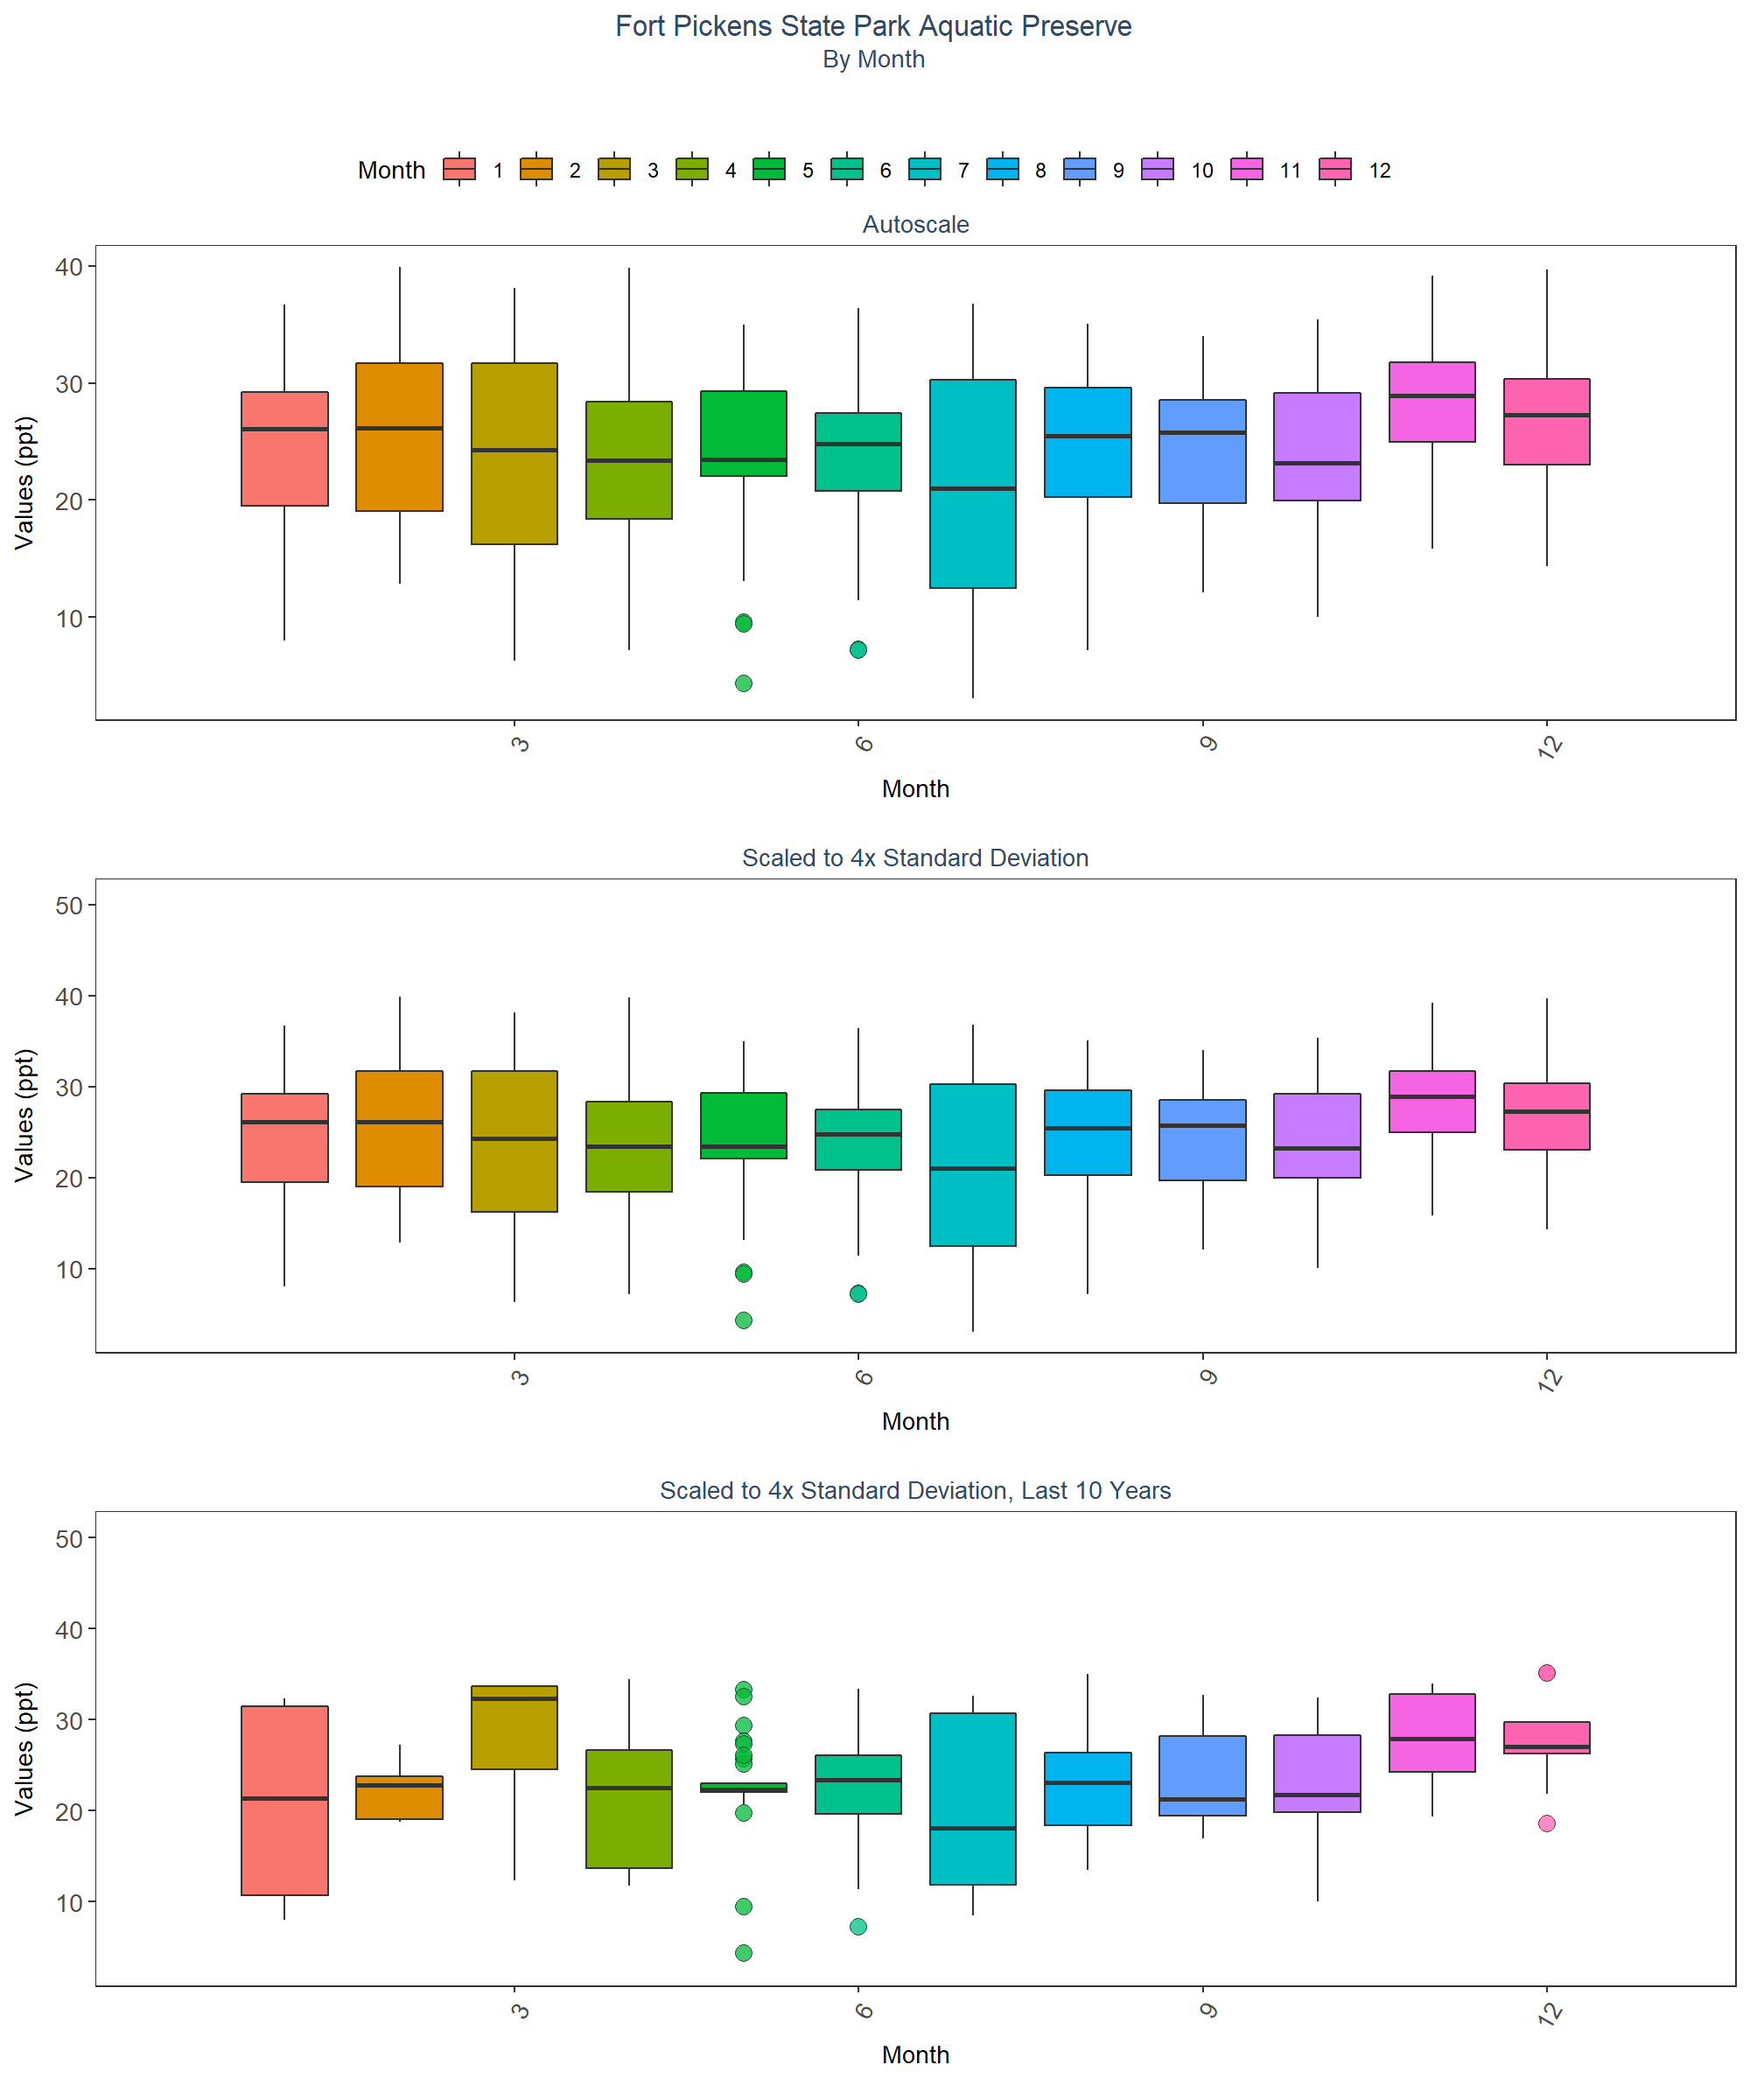 Fort Pickens State Park Aquatic Preserve
By Month
Month 1 2 3 4 5 6 7 8 9 10 11 12
Autoscale
Values (ppt)
40
30
20
10
3 6 9 12
Month
Scaled to 4x Standard Deviation
Values (ppt)
50
40
30
20
10
3 6 9 12
Month
Scaled to 4x Standard Deviation, Last 10 Years
Values (ppt)
50
40
30
20
10
3 6 9 12
Month